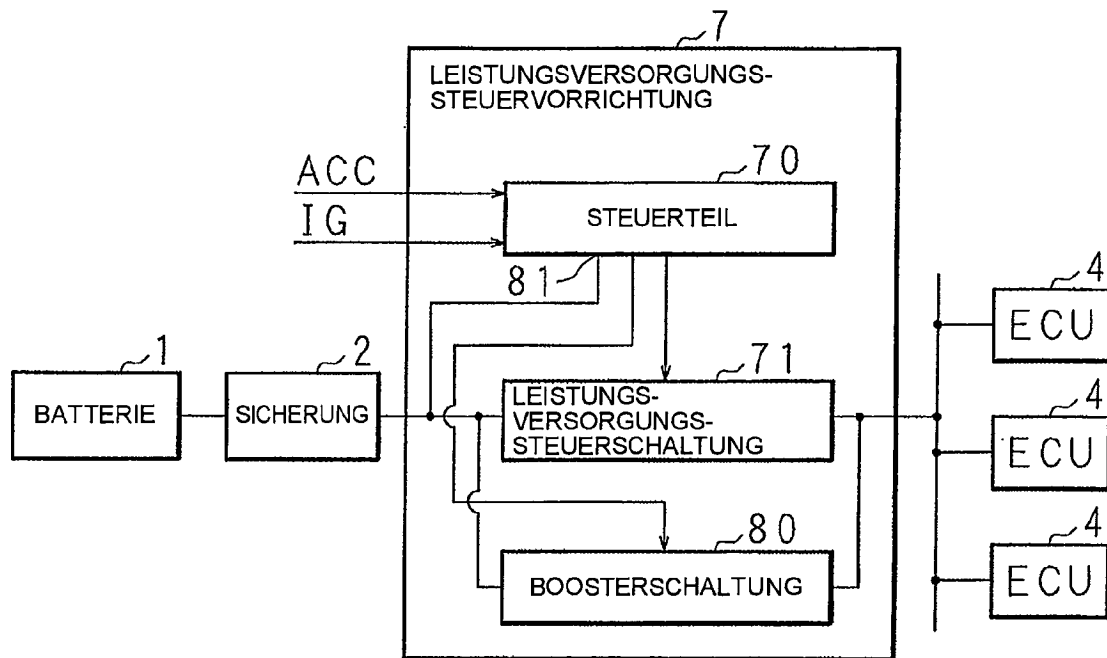 7
LEISTUNGSVERSORGUNGS-
STEUERVORRICHTUNG
ACC
IG
70
STEUERTEIL
81
1
BATTERIE
2
SICHERUNG
71
LEISTUNGS-
VERSORGUNGS-
STEUERSCHALTUNG
80
BOOSTERSCHALTUNG
4
ECU
4
ECU
4
ECU